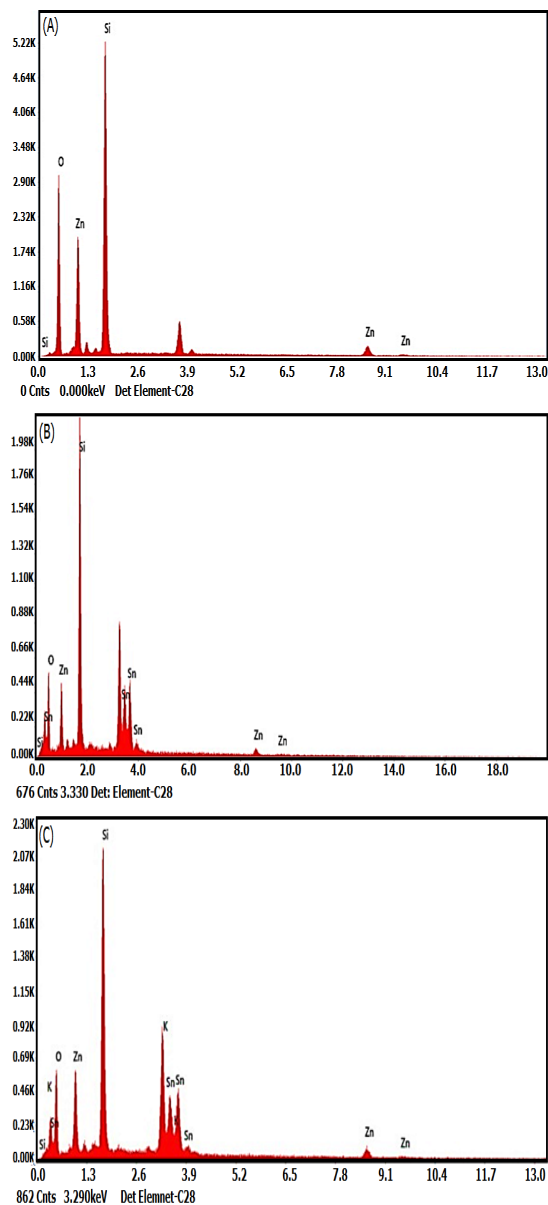 (A)
Si
5.22K
4.64K
4.06K
3.48K
2.90K
O
2.32K
Zn
1.74K
1.16K
0.58K
Zn
Zn
Si
0.00K
0.0 1.3 2.6 3.9 5.2 6.5 7.8 9.1 10.4 11.7 13.0
0 Cnts 0.000keV Det Element-C28
(B)
1.98K
Si
1.76K
1.54K
1.32K
1.10K
0.88K
0.66K
O
Zn
Sn
0.44K
Sn
0.22K
Sn
Sn
Zn
Zn
0.00K
0.0 2.0 4.0 6.0 8.0 10.0 12.0 14.0 16.0 18.0
676 Cnts 3.330 Det: Element-C28
(C)
2.30K
Si
2.07K
1.84K
1.61K
1.38K
1.15K
0.92K
K
0.69K
O Zn
K
Sn Sn
0.46K
0.23K
Sn
Sn
Zn
Si
Zn
0.00K
0.0 1.3 2.6 3.9 5.2 6.5 7.8 9.1 10.4 11.7 13.0
862 Cnts 3.290keV Det Elemnet-C28